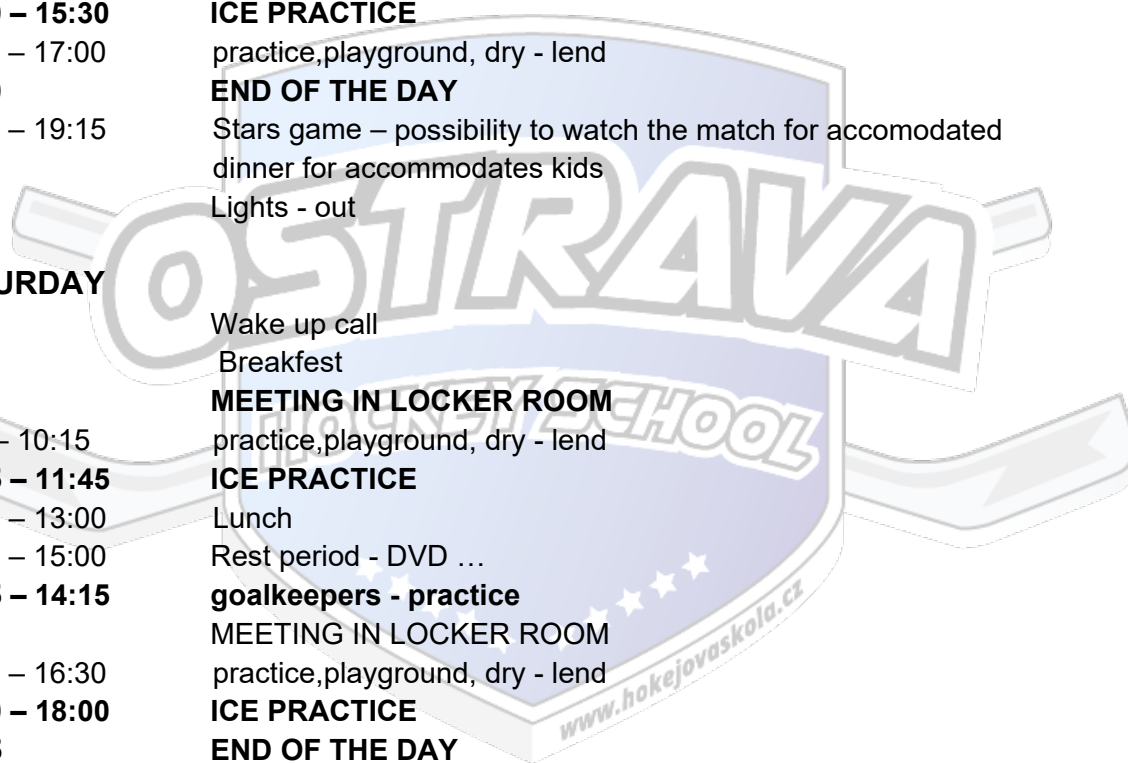 – 15:30 ICE PRACTICE
– 17:00 practice,playground, dry - lend
END OF THE DAY
– 19:15 Stars game – possibility to watch the match for accomodated
dinner for accommodates kids
Lights - out
URDAY
Wake up call
Breakfest
MEETING IN LOCKER ROOM
– 10:15 practice,playground, dry - lend
– 11:45 ICE PRACTICE
– 13:00 Lunch
– 15:00 Rest period - DVD …
– 14:15 goalkeepers - practice
MEETING IN LOCKER ROOM
– 16:30 practice,playground, dry - lend
– 18:00 ICE PRACTICE
END OF THE DAY
OSTRAVA
HOCKEY SCHOOL
www.hokejovaskola.cz